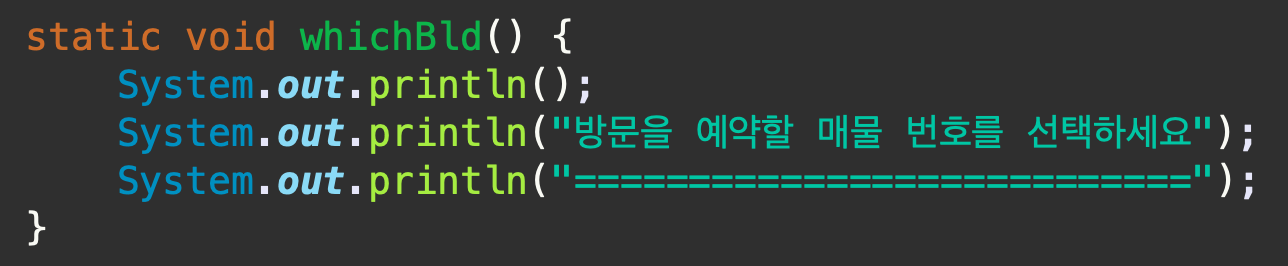 static void whichBld() {
    System.out.println();
    System.out.println("방문을 예약할 매물 번호를 선택하세요");
    System.out.println("===========================");
}